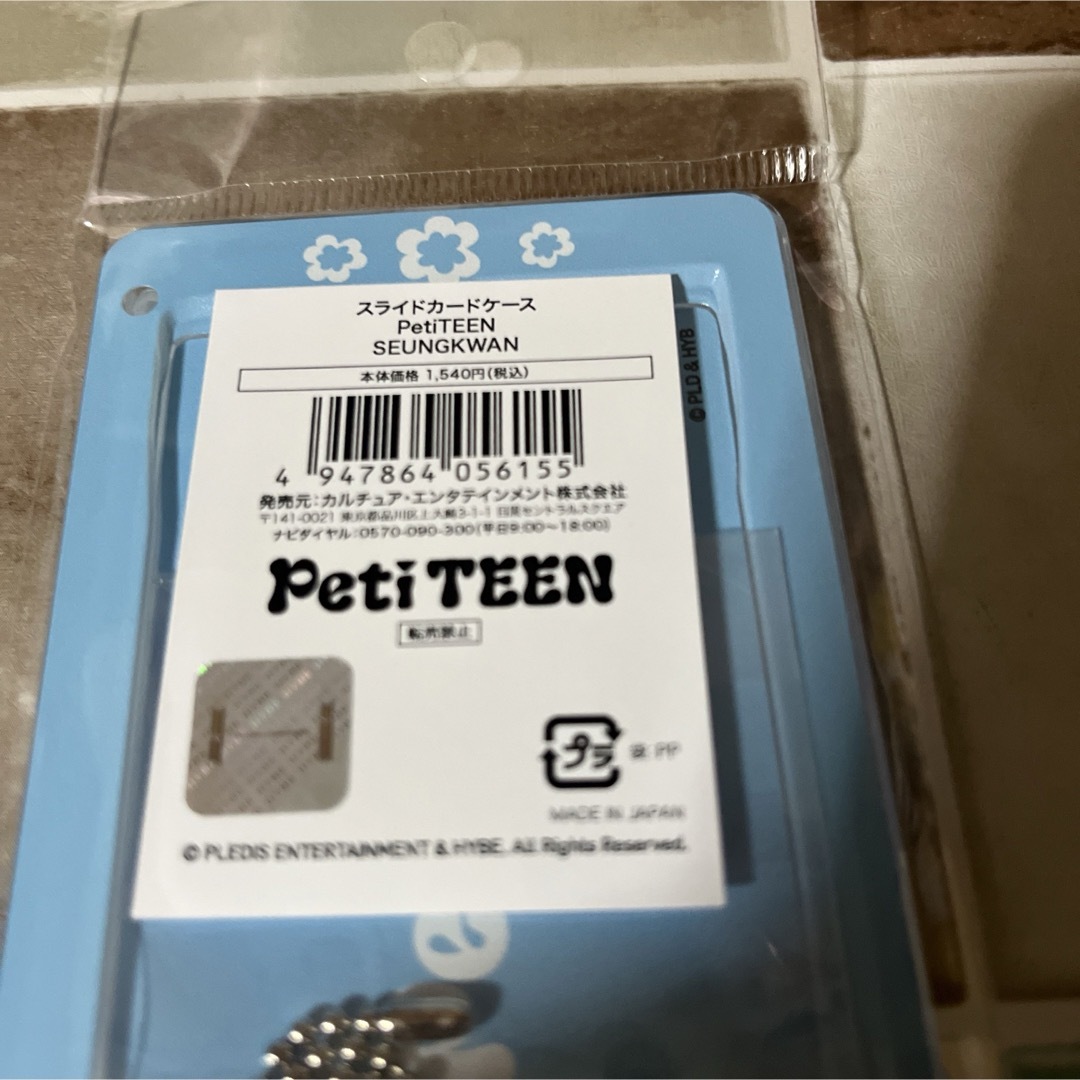 スライドカードケース
PetiTEEN
SEUNGKWAN
本体価格 1,540円(税込)
© PLD & HYB
4 947864 056155
発売元:カルチュア・エンタテインメント株式会社
〒141-0021 東京都品川区上大崎3-1-1 目黒セントラルスクエア
ナビダイヤル:0570-090-300(平日9:00~18:00)
PetiTEEN
転売禁止
プラ
袋:PP
MADE IN JAPAN
© PLEDIS ENTERTAINMENT & HYBE. All Rights Reserved.